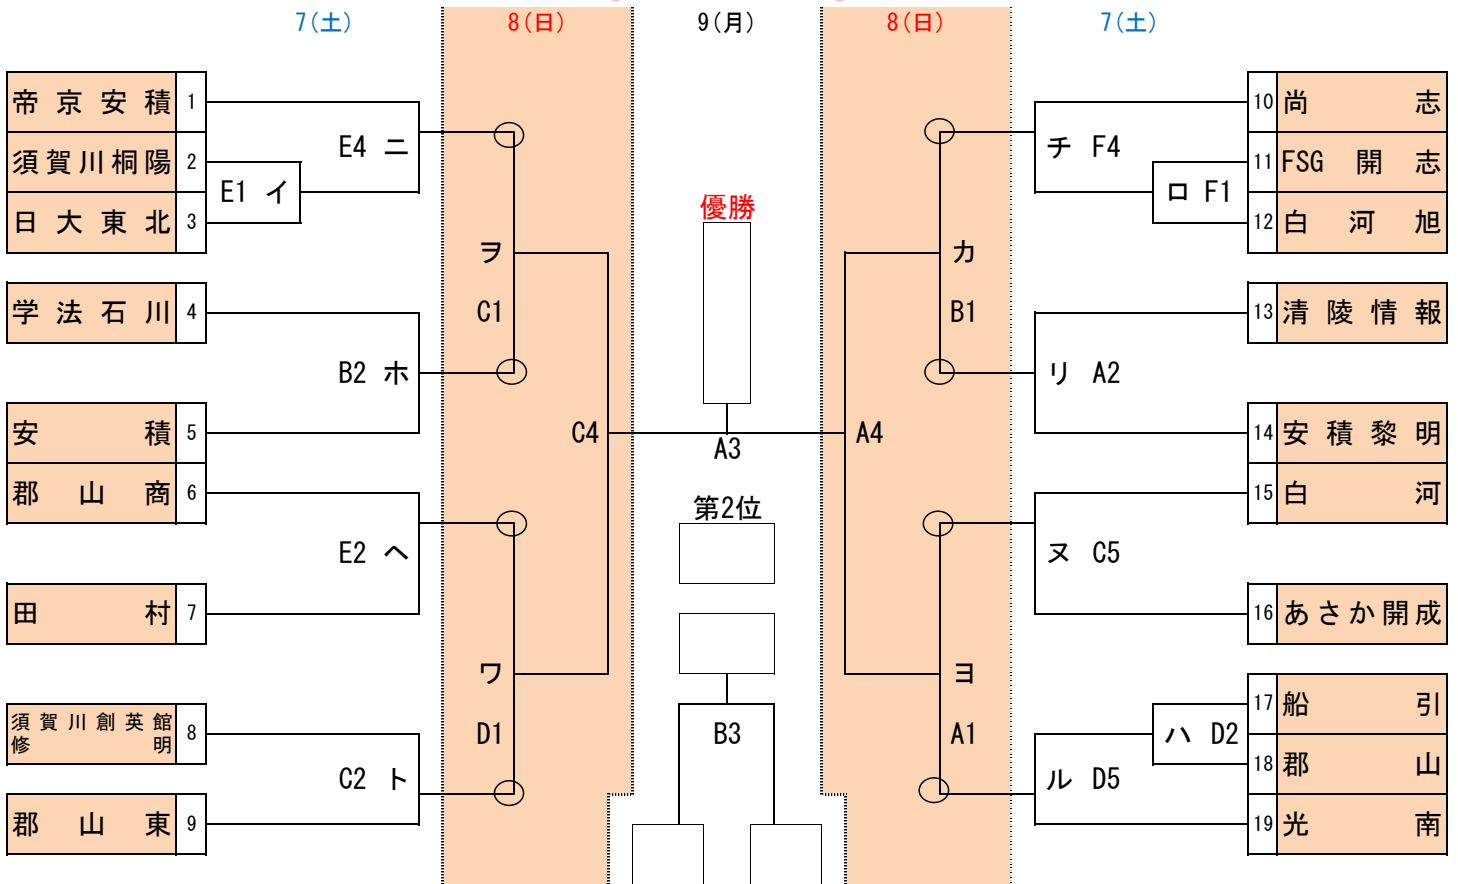 7(土) 8(日) 9(月) 8(日) 7(土)
帝京安積 1
須賀川桐陽 2
日大東北 3
学法石川 4
安積 5
郡山商 6
田村 7
須賀川創英館
修明 8
郡山東 9
E4 ニ
E1 イ
B2 ホ
E2 ヘ
C2 ト
ヲ
C1
ワ
D1
C4
優勝
A3
第2位
B3
A4
カ
B1
ヨ
A1
チ F4
ロ F1
リ A2
ヌ C5
ハ D2
ル D5
10 尚志
11 FSG 開志
12 白河旭
13 清陵情報
14 安積黎明
15 白河
16 あさか開成
17 船引
18 郡山
19 光南